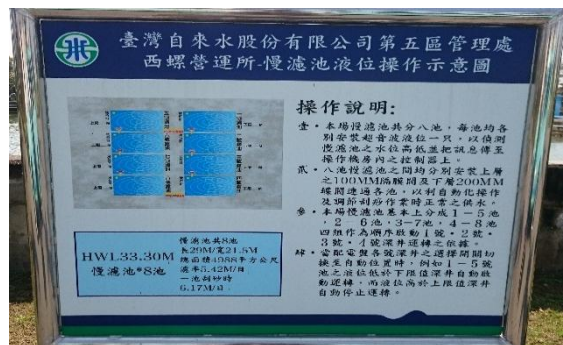 臺灣自來水股份有限公司第五區管理處
西螺營運所-慢濾池液位操作示意圖
操作說明:
壹·本場慢濾池共分八池,每池均各
別安裝超音波液位一只,以偵測
慢濾池之水位高低並把訊息傳至
操作機房內之控制器上。
貳·八池慢濾池之間均分別安裝上層
之100MM隔膜閥及下層200MM
蝶閥連通各池,以利自動化操作
及調節刮砂作業時正常之供水。
參·本場慢濾池基本上分成1-5池
,2-6池,3-7池,4-8池
四組作為順序啟動1號·2號·
3號·4號深井運轉之依據。
肆·當配電盤各號深井之選擇開關切
換至自動位置時,例如1-5號
池之液位低於下限值深井自動啟
動運轉,而液位高於上限值深井
自動停止運轉。
HWL33.30M
慢濾池*8池
慢濾池共8池
長29M/寬21.5M
總面積4988平方公尺
濾率5.42M/日
一池刮砂時
6.17M/日